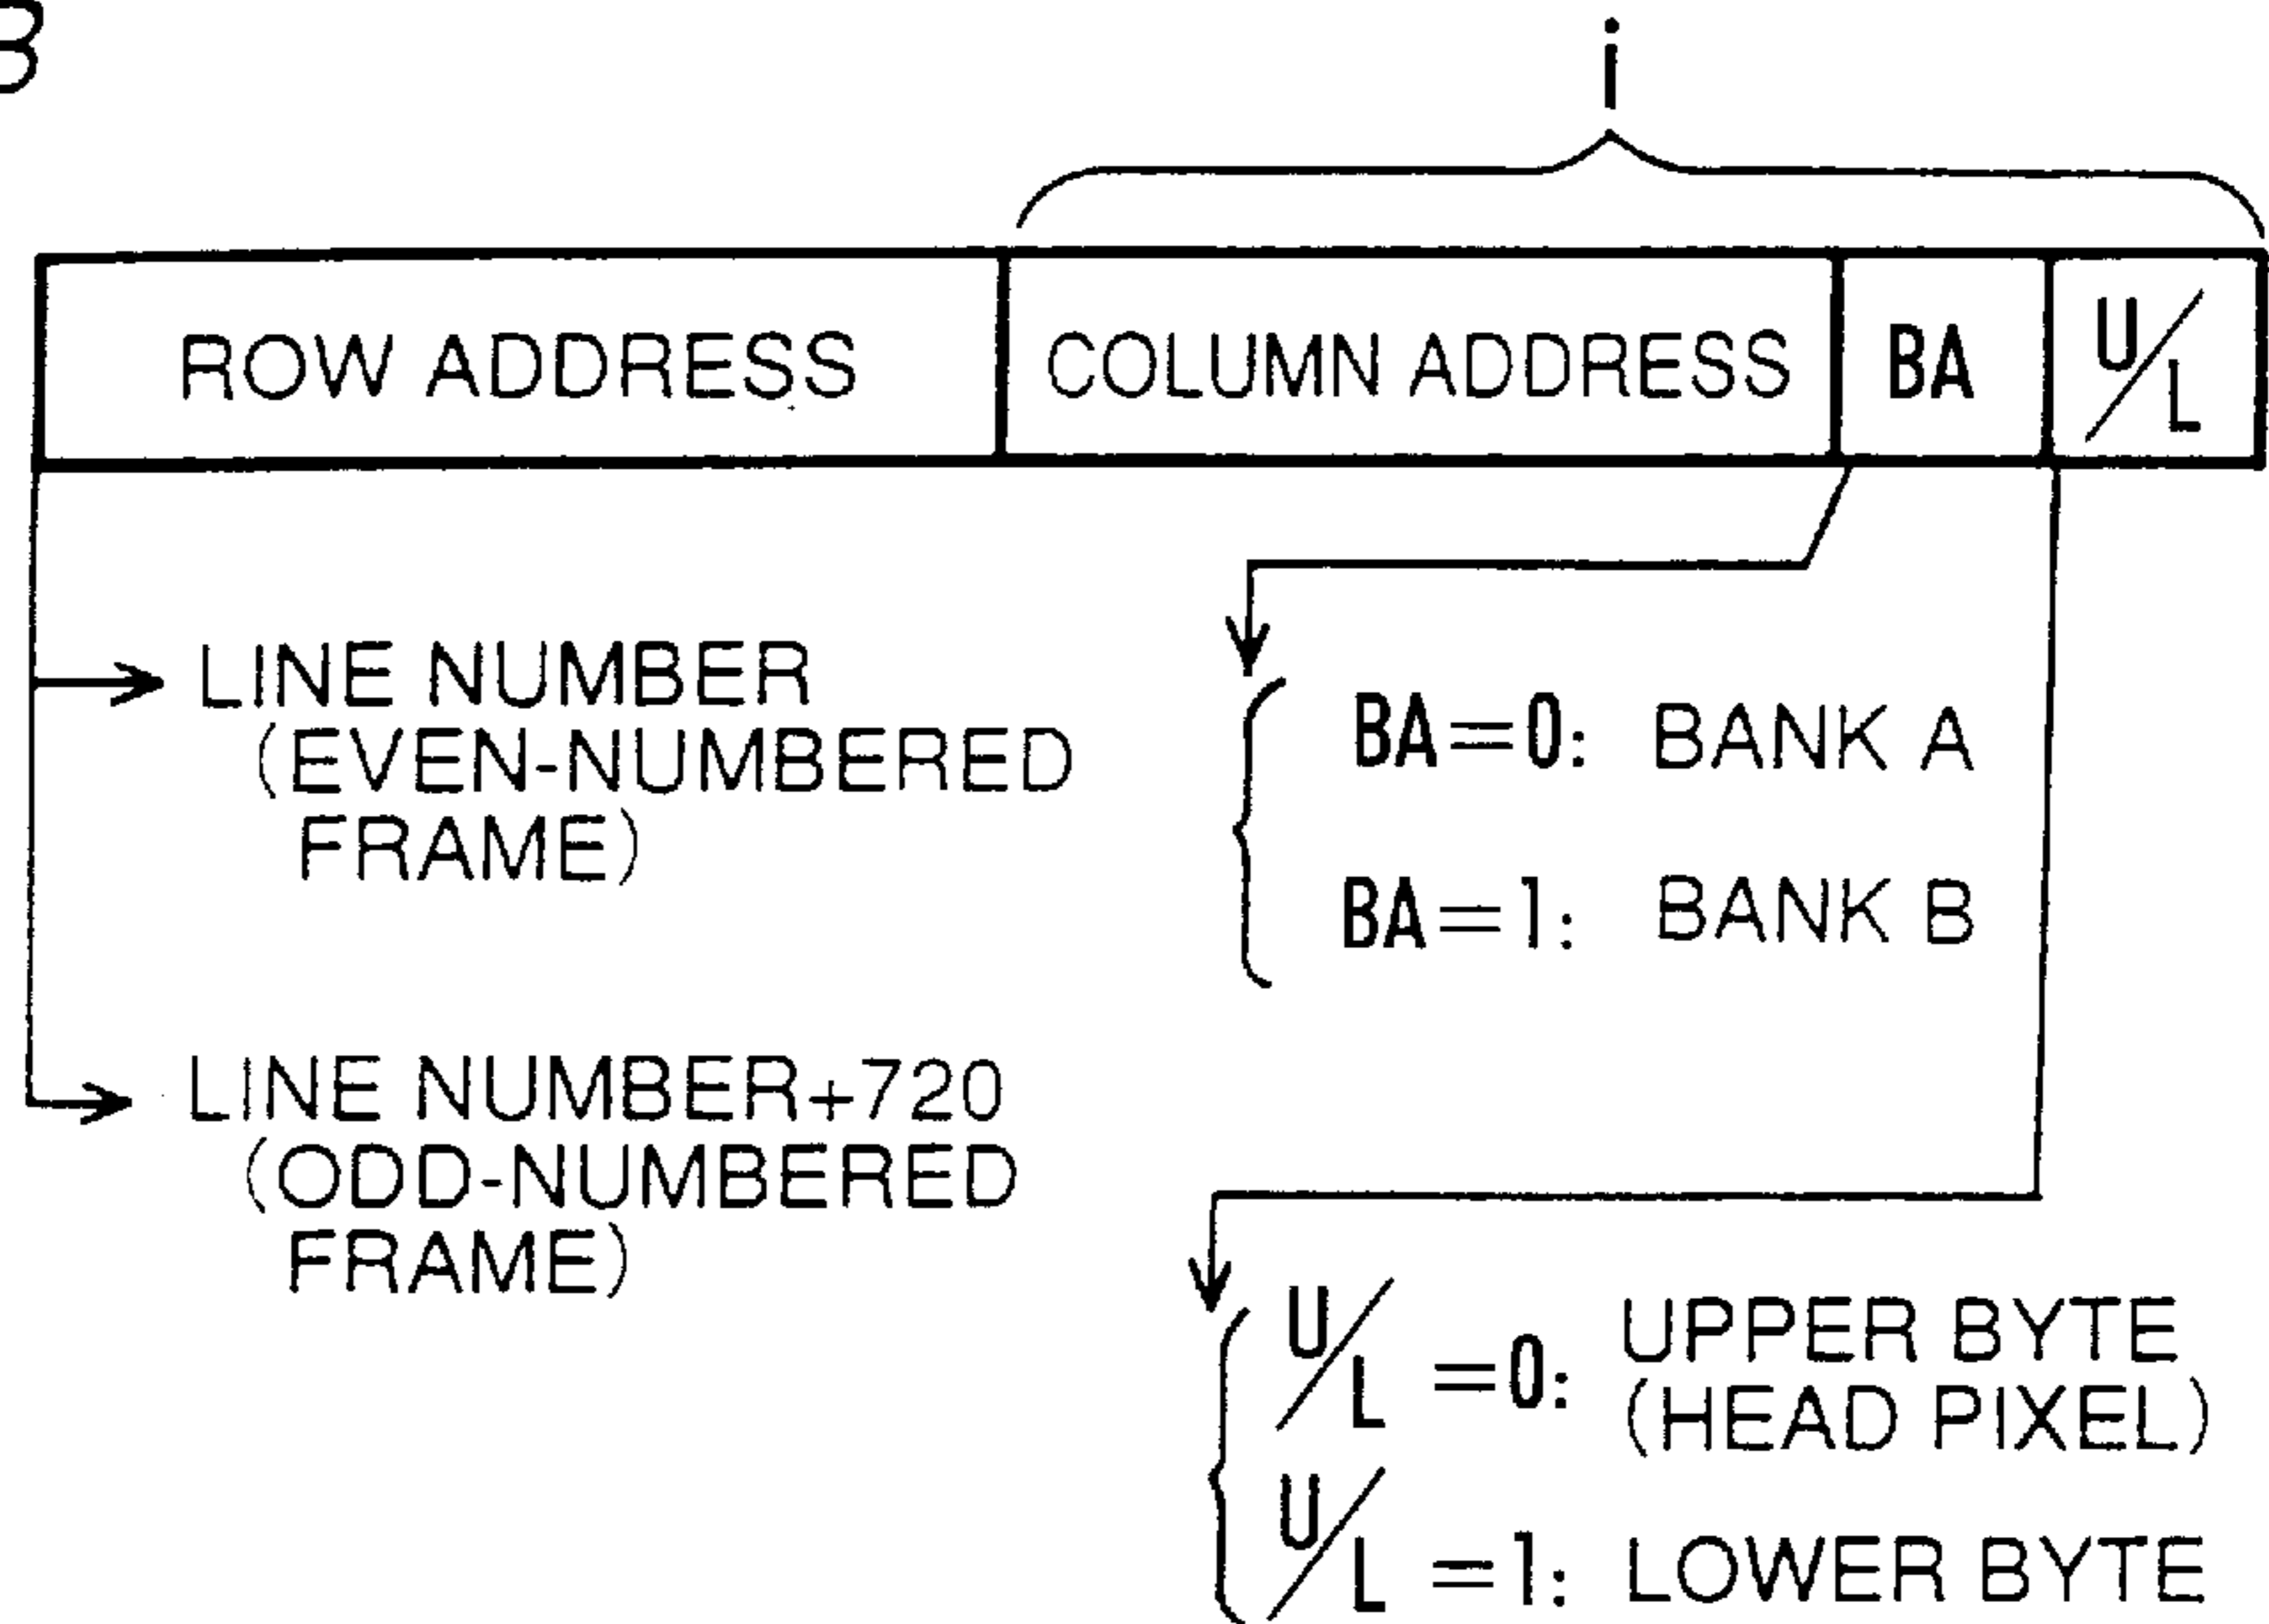 B
i
ROW ADDRESS COLUMN ADDRESS BA U/L
LINE NUMBER
(EVEN-NUMBERED
FRAME)
BA=0: BANK A
BA=1: BANK B
LINE NUMBER+720
(ODD-NUMBERED
FRAME)
U/L=0: UPPER BYTE
(HEAD PIXEL)
U/L=1: LOWER BYTE